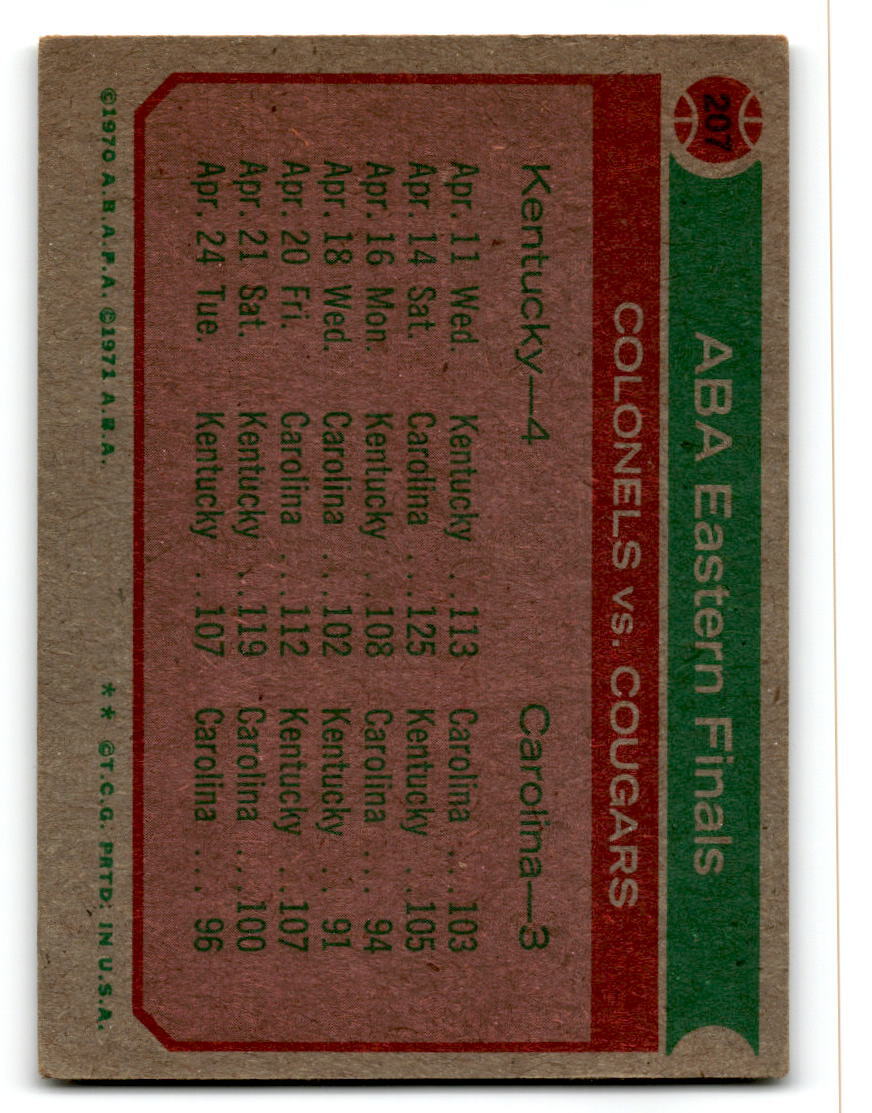 207
ABA Eastern Finals
COLONELS vs. COUGARS
Kentucky—4 Carolina—3
Apr. 11 Wed. Kentucky ..113 Carolina ...103
Apr. 14 Sat. Carolina ...125 Kentucky ..105
Apr. 16 Mon. Kentucky ..108 Carolina ... 94
Apr. 18 Wed. Carolina ...102 Kentucky .. 91
Apr. 20 Fri. Carolina ...112 Kentucky ..107
Apr. 21 Sat. Kentucky ..119 Carolina ...100
Apr. 24 Tue. Kentucky ..107 Carolina ... 96
©1970 A.B.A.P.A. ©1971 A.B.A. ** ©T.C.G. PRTD: IN U.S.A.